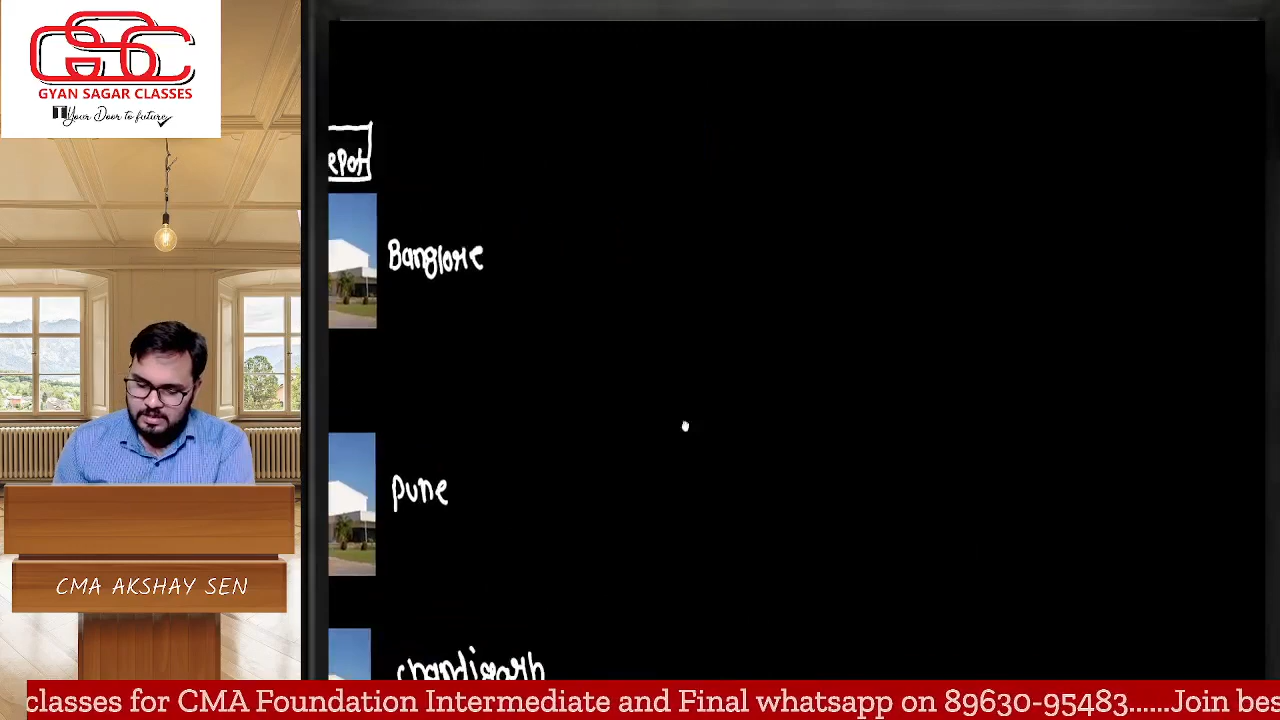 GSC
GYAN SAGAR CLASSES
Your Door to future
epot
Banglore
Pune
chandigarh
CMA AKSHAY SEN
classes for CMA Foundation Intermediate and Final whatsapp on 89630-95483......Join bes